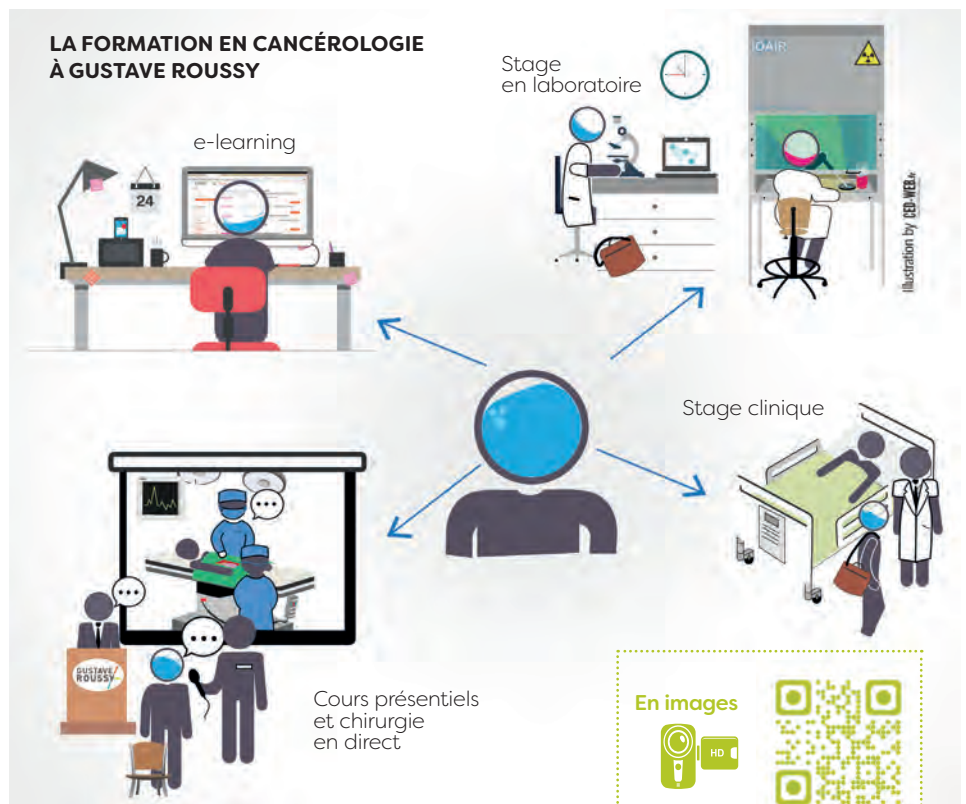 LA FORMATION EN CANCÉROLOGIE
À GUSTAVE ROUSSY
e-learning
24
Stage
en laboratoire
IOAIR
Illustration by CED-WEB.fr
Stage clinique
GUSTAVE
ROUSSY
Cours présentiels
et chirurgie
en direct
En images
HD